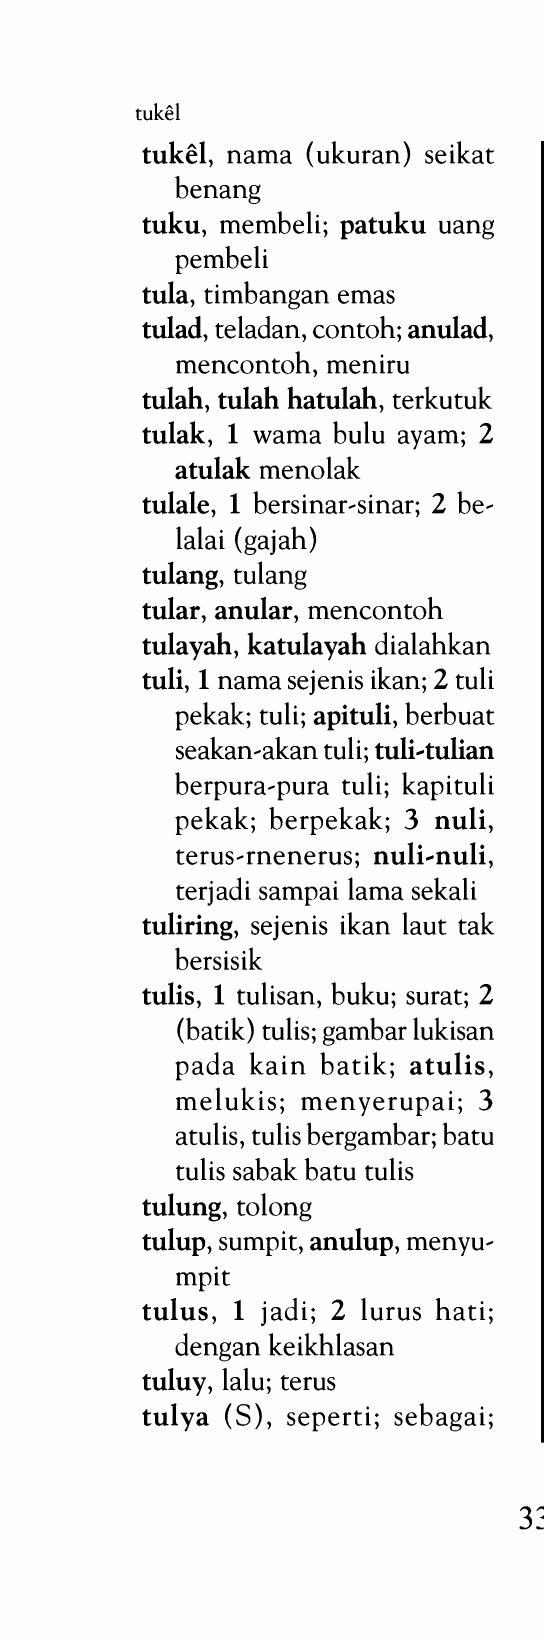 tukêl
tukêl, nama (ukuran) seikat
benang
tuku, membeli; patuku uang
pembeli
tula, timbangan emas
tulad, teladan, contoh; anulad,
mencontoh, meniru
tulah, tulah hatulah, terkutuk
tulak, 1 wama bulu ayam; 2
atulak menolak
tulale, 1 bersinar-sinar; 2 be-
lalai (gajah)
tulang, tulang
tular, anular, mencontoh
tulayah, katulayah dialahkan
tuli, 1 nama sejenis ikan; 2 tuli
pekak; tuli; apituli, berbuat
seakan-akan tuli; tuli-tulian
berpura-pura tuli; kapituli
pekak; berpekak; 3 nuli,
terus-rnenerus; nuli-nuli,
terjadi sampai lama sekali
tuliring, sejenis ikan laut tak
bersisik
tulis, 1 tulisan, buku; surat; 2
(batik) tulis; gambar lukisan
pada kain batik; atulis,
melukis; menyerupai; 3
atulis, tulis bergambar; batu
tulis sabak batu tulis
tulung, tolong
tulup, sumpit, anulup, menyu-
mpit
tulus, 1 jadi; 2 lurus hati;
dengan keikhlasan
tuluy, lalu; terus
tulya (S), seperti; sebagai;